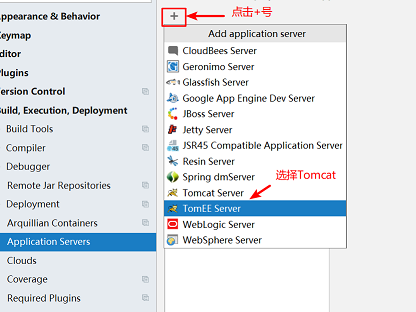 Appearance & Behavior
Keymap
Editor
Plugins
Version Control
Build, Execution, Deployment
Build Tools
Compiler
Debugger
Remote Jar Repositories
Deployment
Arquillian Containers
Application Servers
Clouds
Coverage
Required Plugins
+
点击+号
Add application server
CloudBees Server
Geronimo Server
Glassfish Server
Google App Engine Dev Server
JBoss Server
Jetty Server
JSR45 Compatible Application Server
Resin Server
Spring dmServer
Tomcat Server
选择Tomcat
TomEE Server
WebLogic Server
WebSphere Server